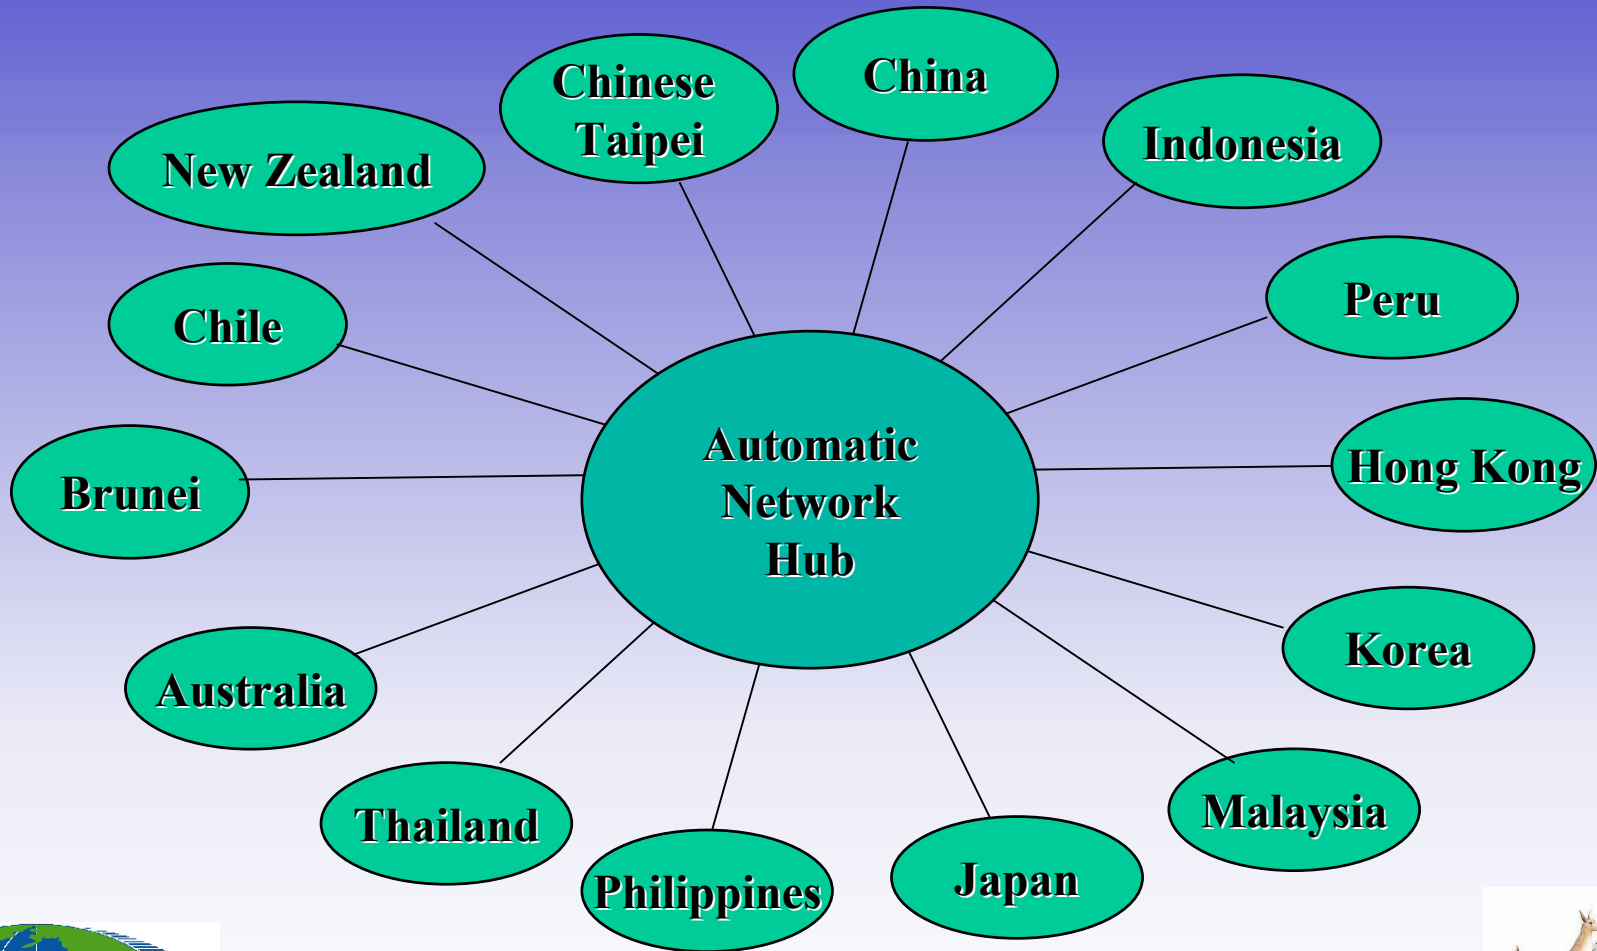 Chinese
Taipei
China
Indonesia
New Zealand
Peru
Chile
Automatic
Network
Hub
Hong Kong
Brunei
Korea
Australia
Malaysia
Thailand
Japan
Philippines